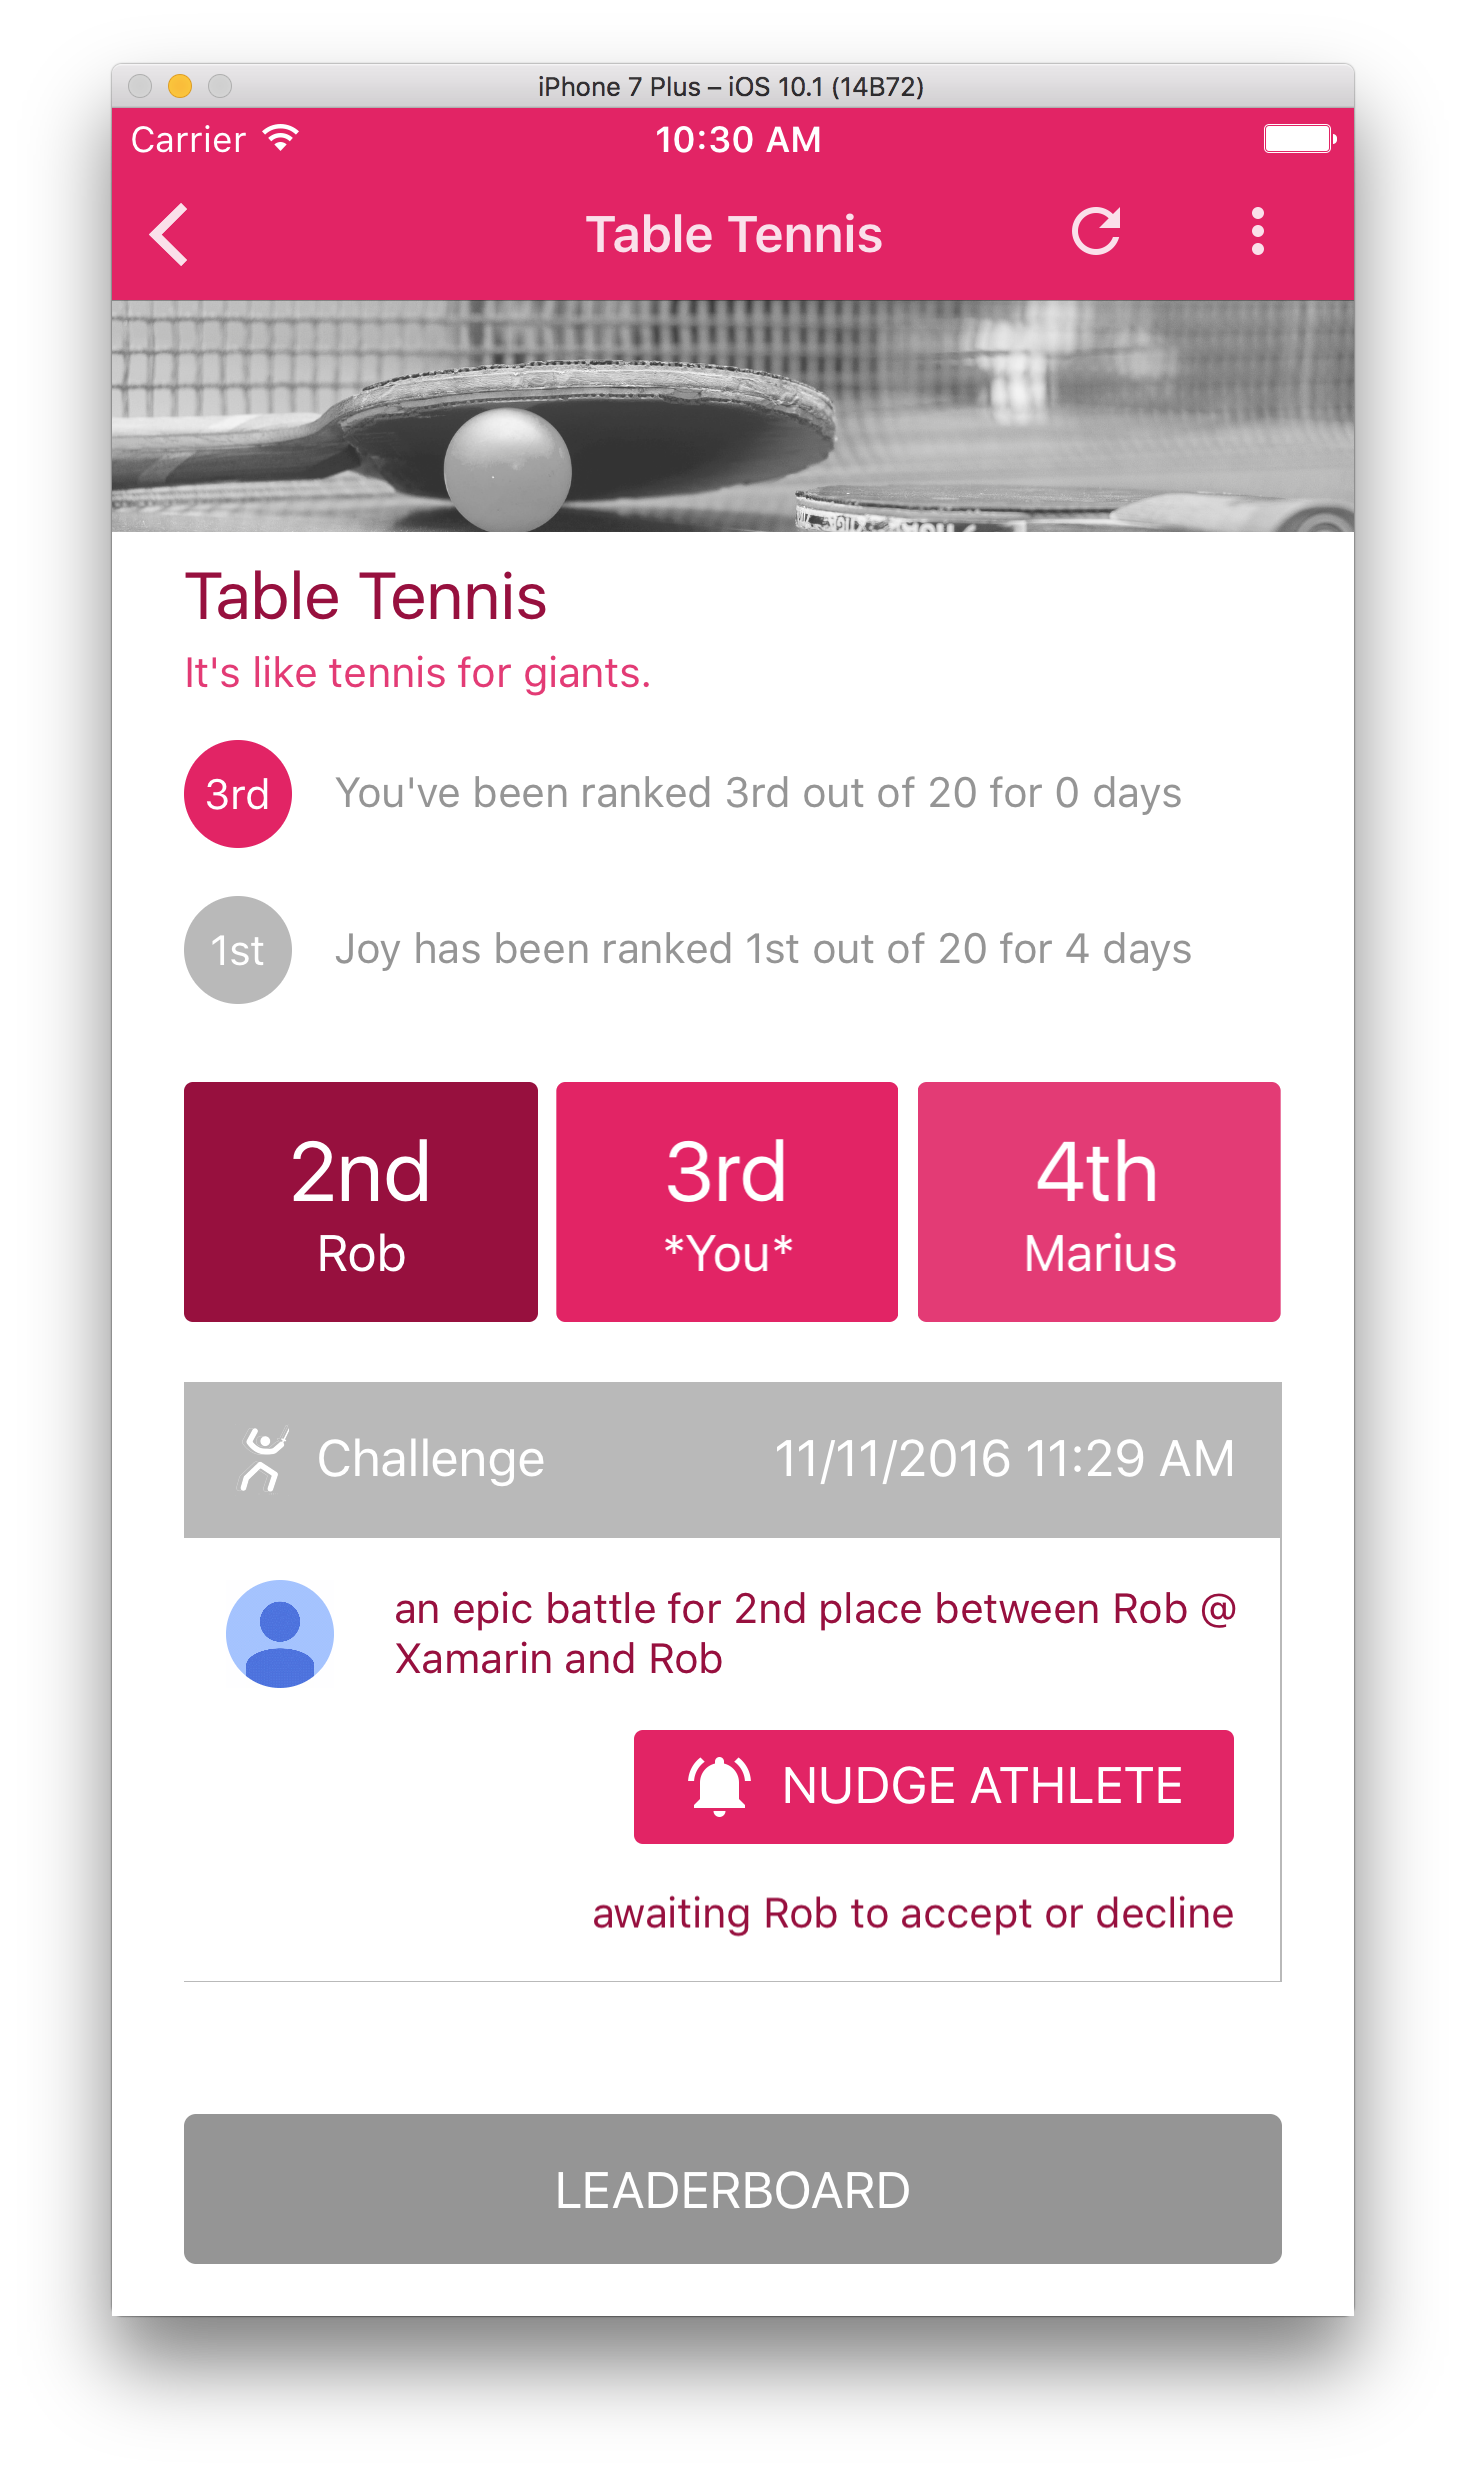 iPhone 7 Plus – iOS 10.1 (14B72)
Carrier 10:30 AM
Table Tennis
Table Tennis
It's like tennis for giants.
3rd You've been ranked 3rd out of 20 for 0 days
1st Joy has been ranked 1st out of 20 for 4 days
2nd 3rd 4th
Rob *You* Marius
Challenge 11/11/2016 11:29 AM
an epic battle for 2nd place between Rob @
Xamarin and Rob
NUDGE ATHLETE
awaiting Rob to accept or decline
LEADERBOARD